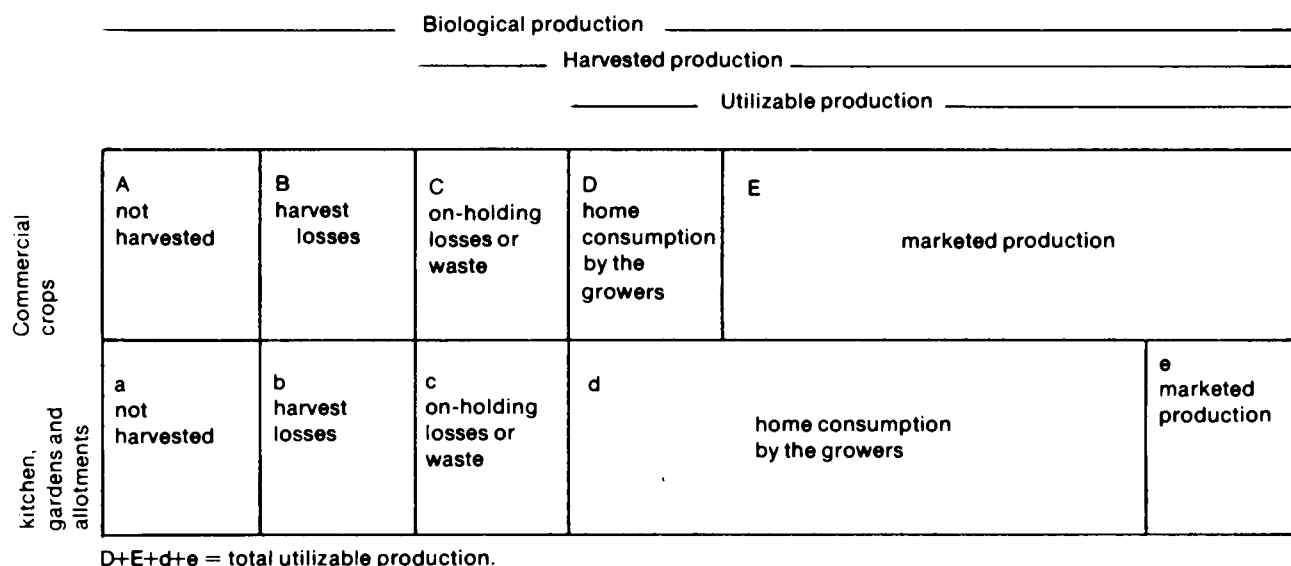 Biological production
Harvested production
Utilizable production
Commercial
crops
A
not
harvested
B
harvest
losses
C
on-holding
losses or
waste
D
home
consumption
by the
growers
E
marketed production
kitchen,
gardens and
allotments
a
not
harvested
b
harvest
losses
c
on-holding
losses or
waste
d
home consumption
by the growers
e
marketed
production
D+E+d+e = total utilizable production.